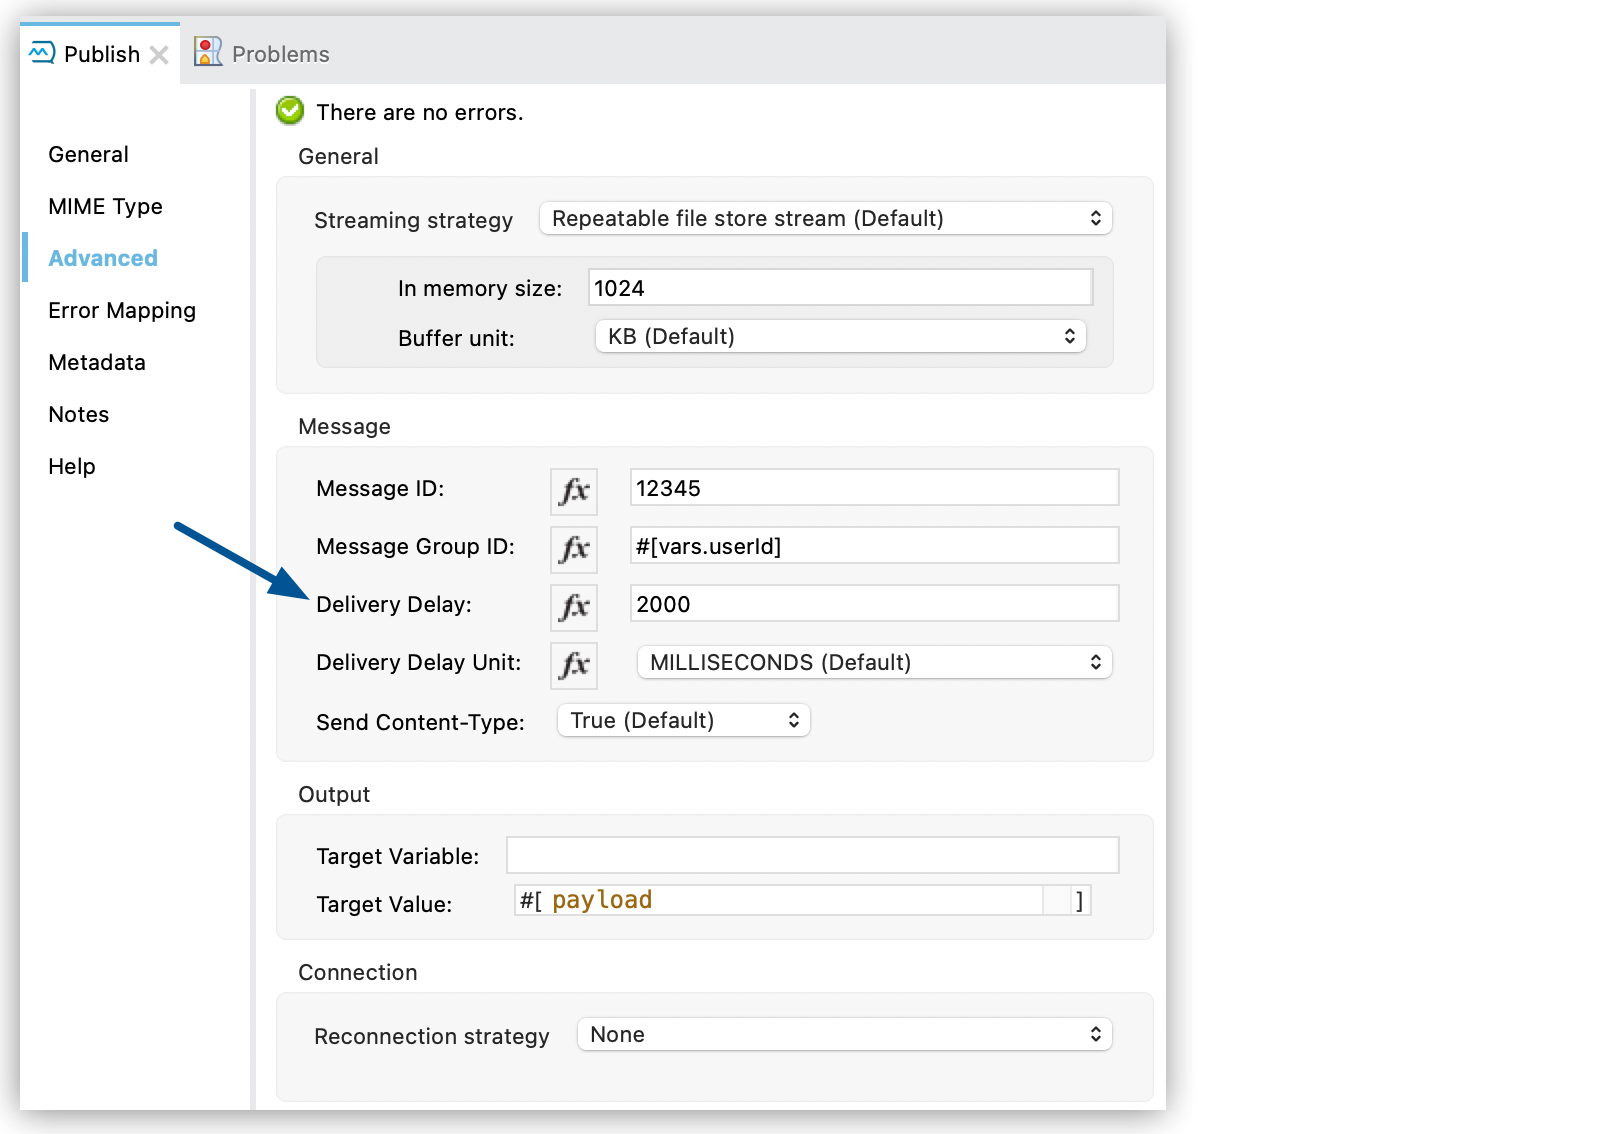 Publish
Problems
There are no errors.
General
MIME Type
Advanced
Error Mapping
Metadata
Notes
Help
General
Streaming strategy Repeatable file store stream (Default)
In memory size: 1024
Buffer unit: KB (Default)
Message
Message ID: fx 12345
Message Group ID: fx #[vars.userId]
Delivery Delay: fx 2000
Delivery Delay Unit: fx MILLISECONDS (Default)
Send Content-Type: True (Default)
Output
Target Variable:
Target Value: #[ payload ]
Connection
Reconnection strategy None